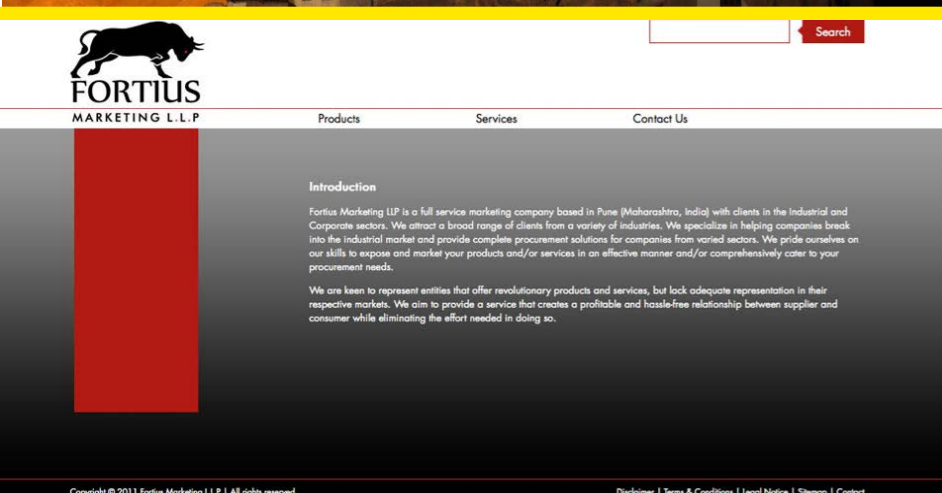 Search
FORTIUS
MARKETING L.L.P
Products Services Contact Us
Introduction
Fortius Marketing LLP is a full service marketing company based in Pune (Maharashtra, India) with clients in the Industrial and
Corporate sectors. We attract a broad range of clients from a variety of industries. We specialize in helping companies break
into the industrial market and provide complete procurement solutions for companies from varied sectors. We pride ourselves on
our skills to expose and market your products and/or services in an effective manner and/or comprehensively cater to your
procurement needs.
We are keen to represent entities that offer revolutionary products and services, but lack adequate representation in their
respective markets. We aim to provide a service that creates a profitable and hassle-free relationship between supplier and
consumer while eliminating the effort needed in doing so.
Copyright © 2011 Fortius Marketing L.L.P | All rights reserved
Disclaimer | Terms & Conditions | Legal Notice | Sitemap | Contact